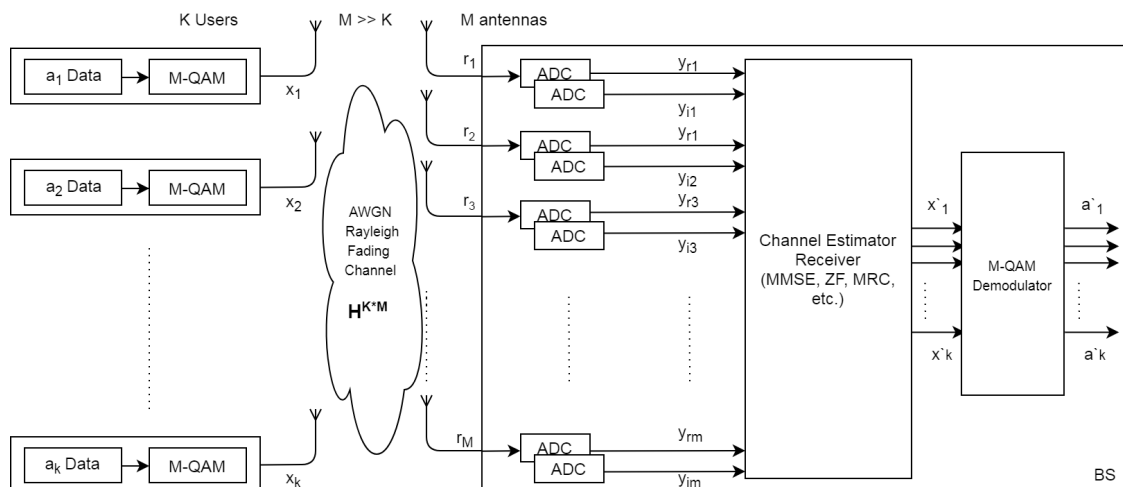 K Users M >> K M antennas
a1 Data M-QAM
x1
r1
ADC
ADC
yr1
yi1
a2 Data M-QAM
x2
r2
ADC
ADC
yr1
yi2
r3
ADC
ADC
yr3
yi3
AWGN
Rayleigh
Fading
Channel
H^K*M
Channel Estimator
Receiver
(MMSE, ZF, MRC,
etc.)
x`1
x`k
M-QAM
Demodulator
a`1
a`k
ak Data M-QAM
xk
rM
ADC
ADC
yrm
yim
BS